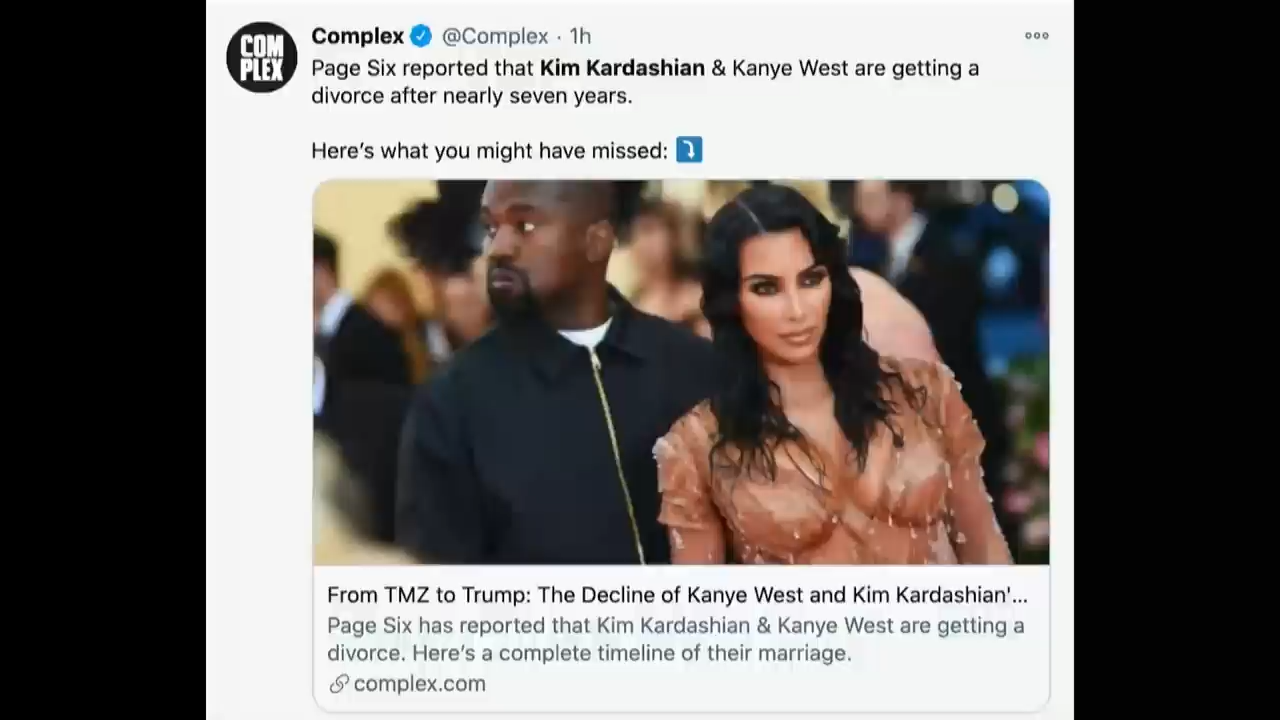 COM
PLEX
Complex @Complex · 1h
Page Six reported that Kim Kardashian & Kanye West are getting a
divorce after nearly seven years.
Here's what you might have missed: ⤵️
From TMZ to Trump: The Decline of Kanye West and Kim Kardashian'...
Page Six has reported that Kim Kardashian & Kanye West are getting a
divorce. Here's a complete timeline of their marriage.
complex.com